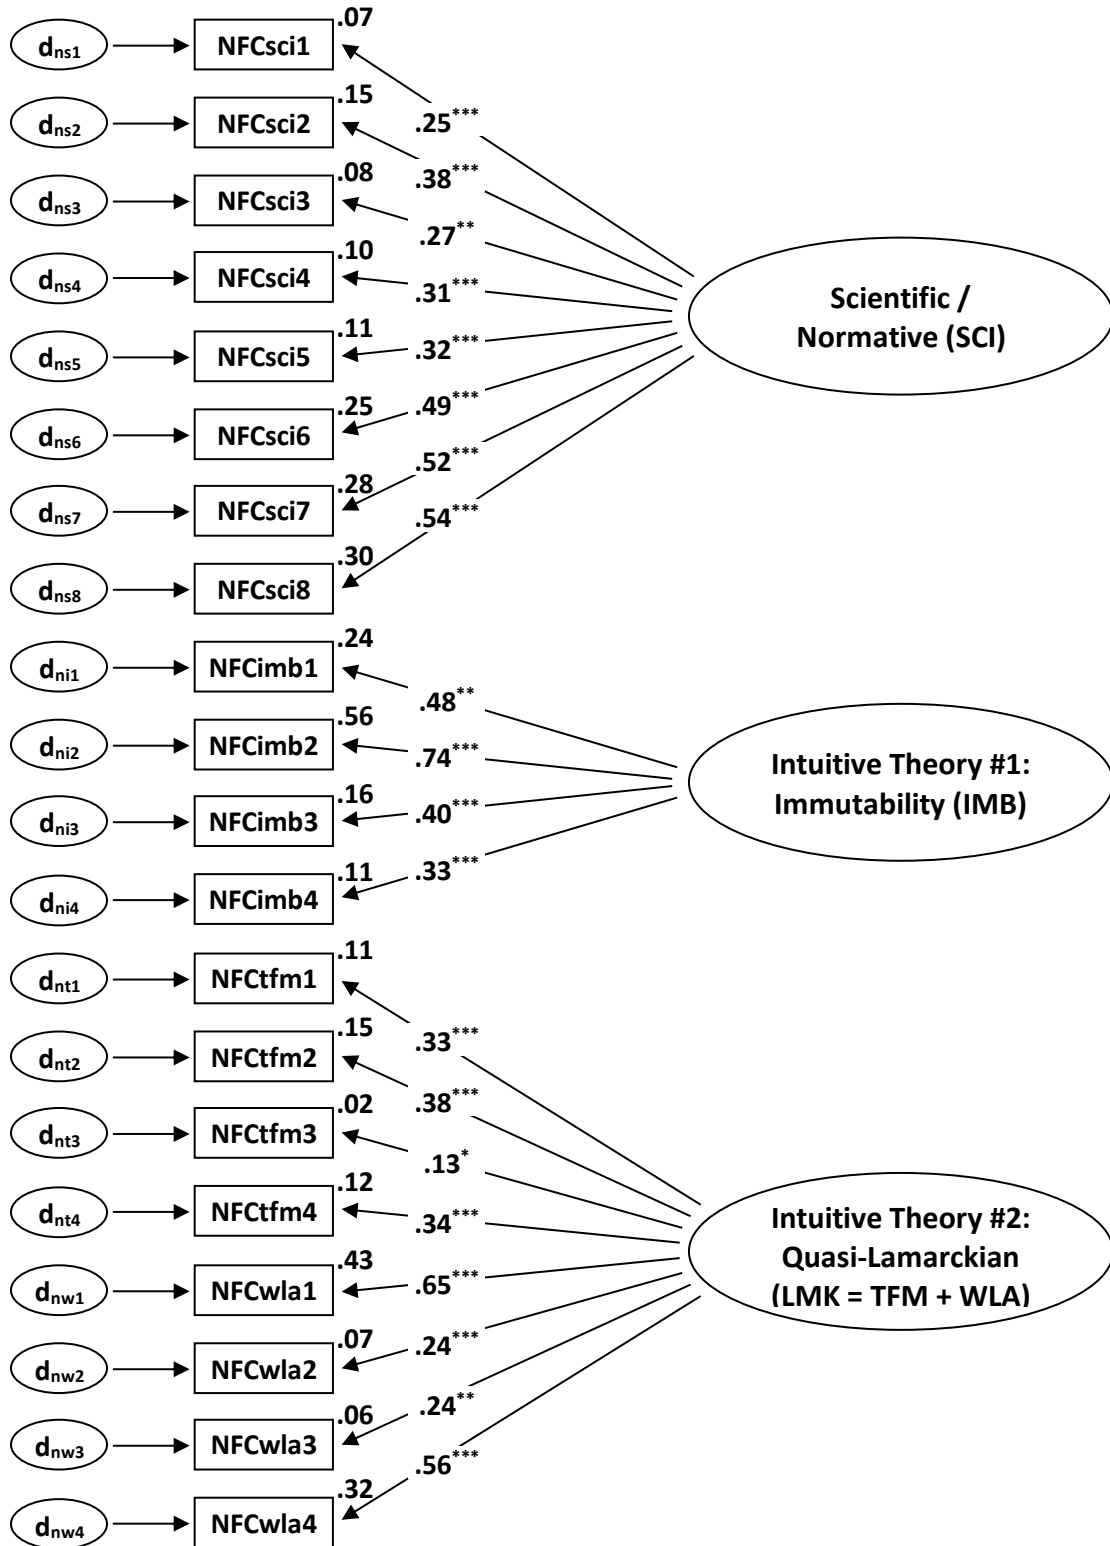 .07
d_ns1 NFCsci1
.25***
.15
d_ns2 NFCsci2
.38***
.08
d_ns3 NFCsci3
.27**
.10
d_ns4 NFCsci4
.31***
Scientific /
Normative (SCI)
.11
d_ns5 NFCsci5
.32***
.25
d_ns6 NFCsci6
.49***
.28
d_ns7 NFCsci7
.52***
.54***
.30
d_ns8 NFCsci8
.24
d_ni1 NFCimb1
.48**
.56
d_ni2 NFCimb2
.74***
Intuitive Theory #1:
Immutability (IMB)
.16
d_ni3 NFCimb3
.40***
.11
d_ni4 NFCimb4
.33***
.11
d_nt1 NFCtfm1
.33***
.15
d_nt2 NFCtfm2
.38***
.02
d_nt3 NFCtfm3
.13*
.12
d_nt4 NFCtfm4
.34***
Intuitive Theory #2:
Quasi-Lamarckian
(LMK = TFM + WLA)
.43
d_nw1 NFCwla1
.65***
.07
d_nw2 NFCwla2
.24***
.06
d_nw3 NFCwla3
.24**
.56***
.32
d_nw4 NFCwla4